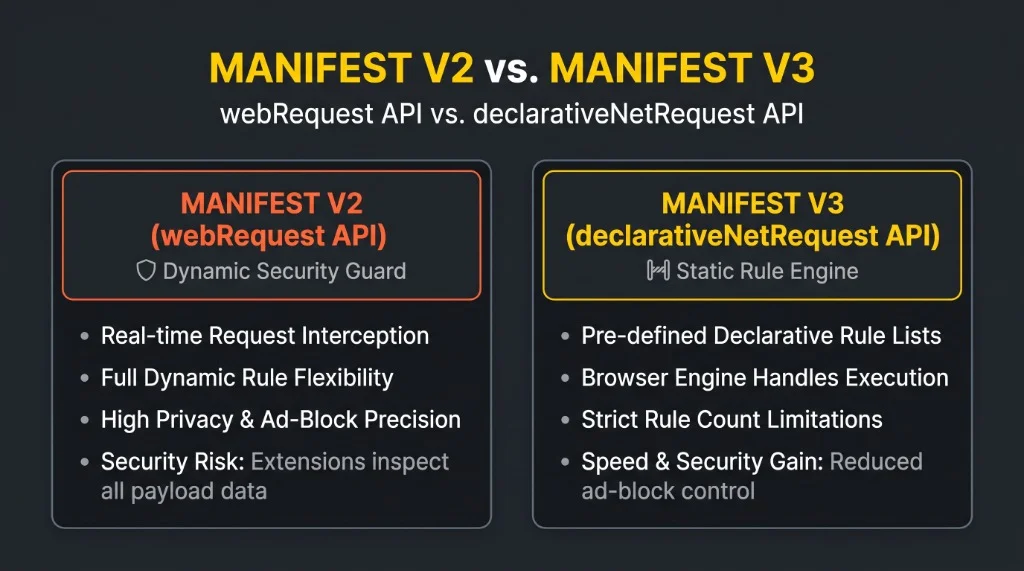 MANIFEST V2 vs. MANIFEST V3
webRequest API vs. declarativeNetRequest API
MANIFEST V2
(webRequest API)
Dynamic Security Guard
• Real-time Request Interception
• Full Dynamic Rule Flexibility
• High Privacy & Ad-Block Precision
• Security Risk: Extensions inspect
all payload data
MANIFEST V3
(declarativeNetRequest API)
Static Rule Engine
• Pre-defined Declarative Rule Lists
• Browser Engine Handles Execution
• Strict Rule Count Limitations
• Speed & Security Gain: Reduced
ad-block control